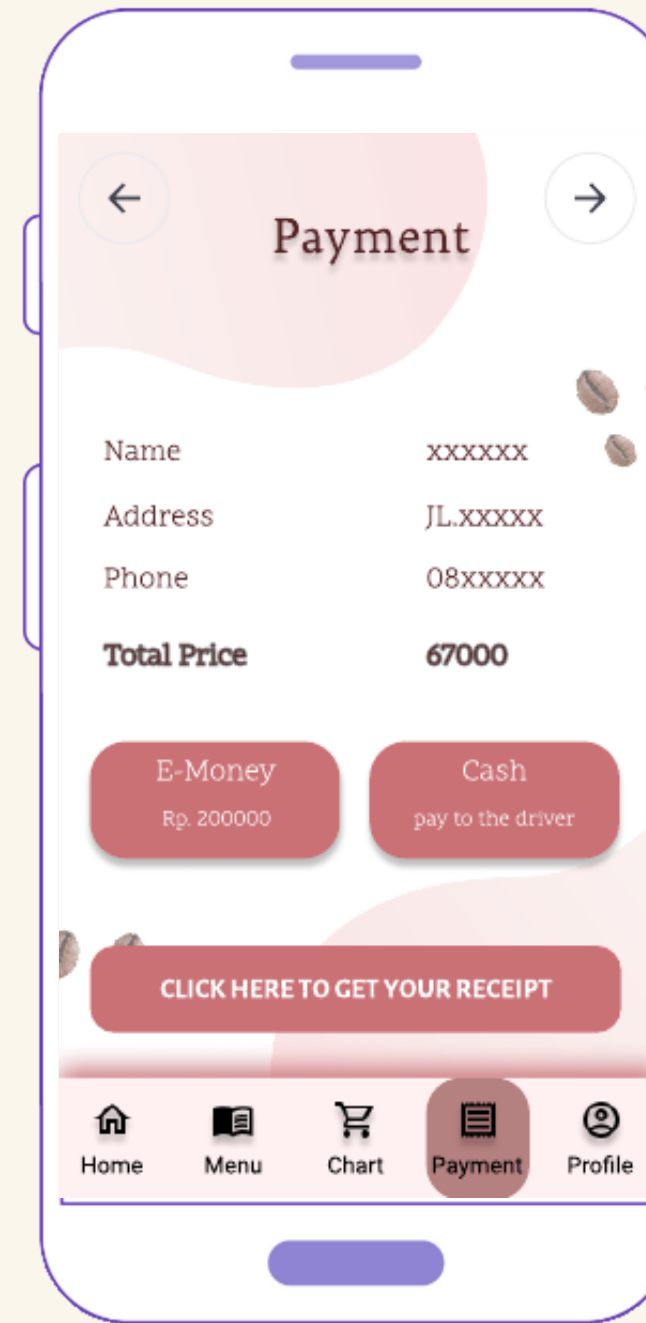 Payment
Name xxxxxx
Address JL.xxxxx
Phone 08xxxxx
Total Price 67000
E-Money Cash
Rp. 200000 pay to the driver
CLICK HERE TO GET YOUR RECEIPT
Home Menu Chart Payment Profile